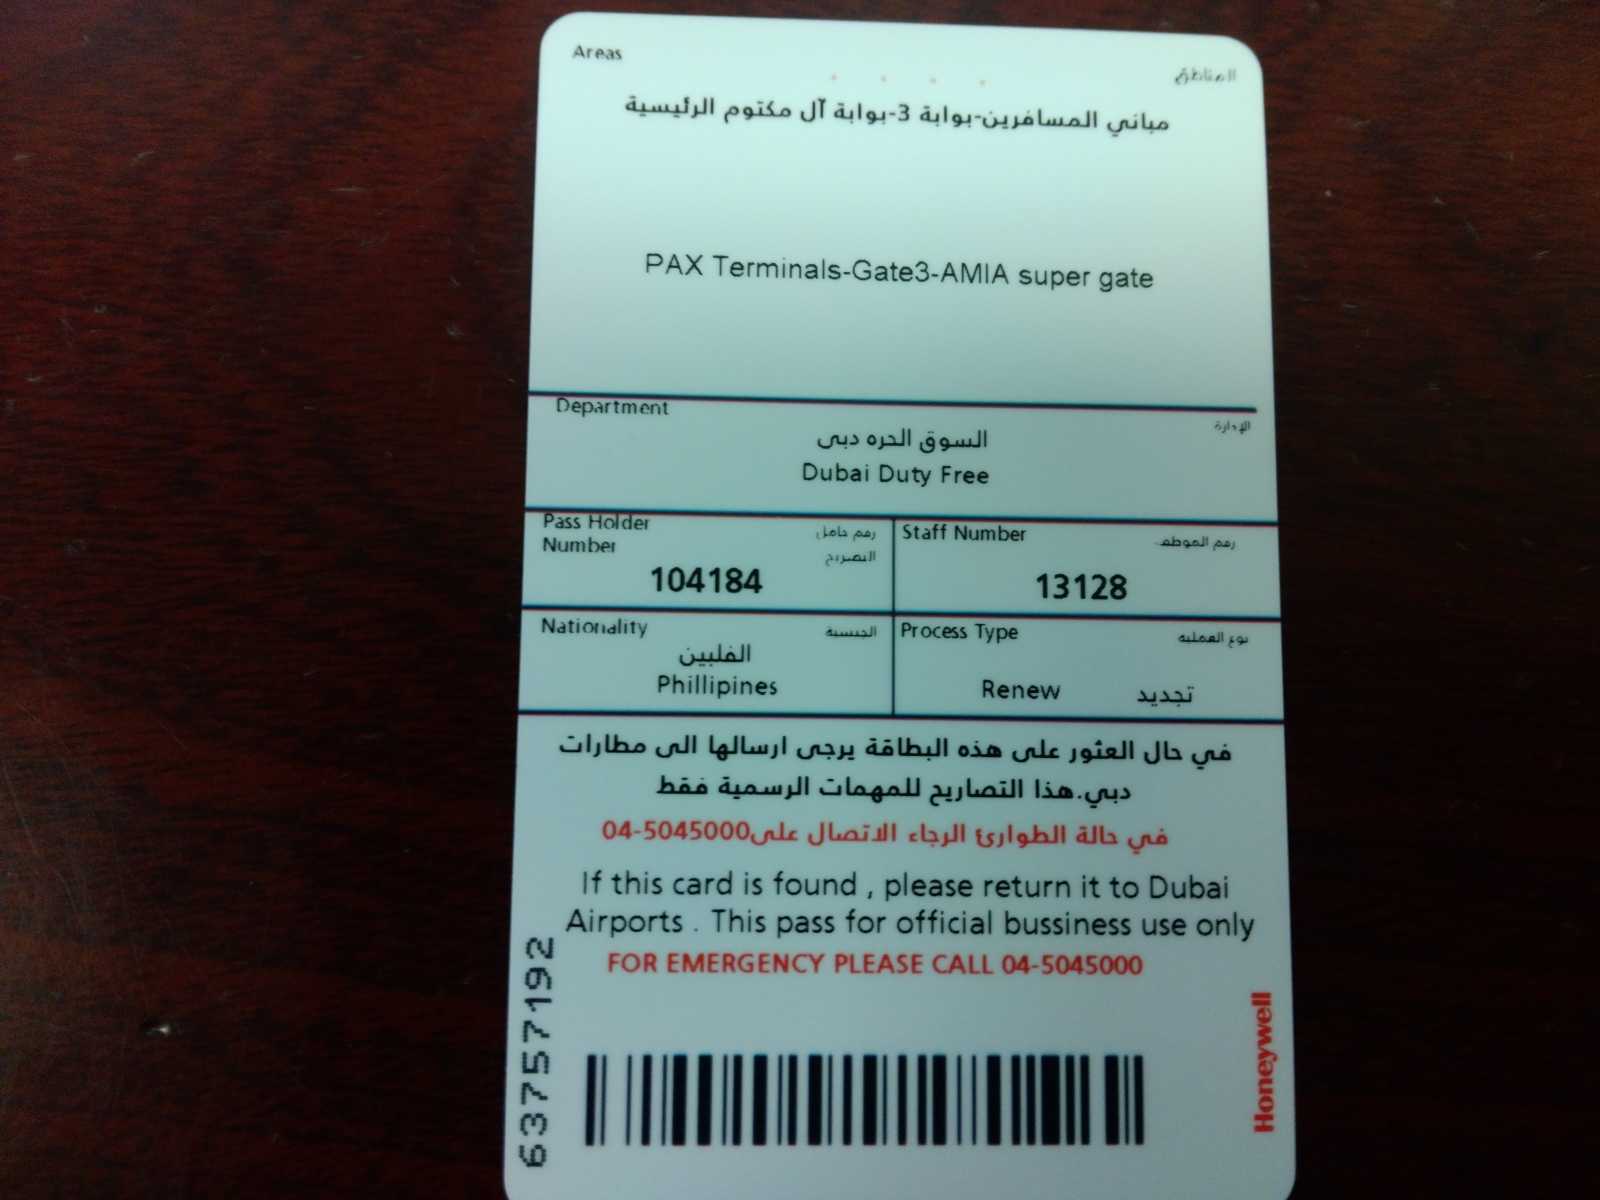 Areas المناطق
مباني المسافرين-بوابة 3-بوابة آل مكتوم الرئيسية
PAX Terminals-Gate3-AMIA super gate
Department الإدارة
السوق الحره دبى
Dubai Duty Free
Pass Holder رقم حامل
Number التصريح
104184
Staff Number رقم الموظف
13128
Nationality الجنسية
الفلبين
Phillipines
Process Type نوع العمليه
Renew تجديد
في حال العثور على هذه البطاقة يرجى ارسالها الى مطارات
دبي.هذا التصاريح للمهمات الرسمية فقط
في حالة الطوارئ الرجاء الاتصال على04-5045000
If this card is found , please return it to Dubai
Airports . This pass for official bussiness use only
FOR EMERGENCY PLEASE CALL 04-5045000
63757192
Honeywell